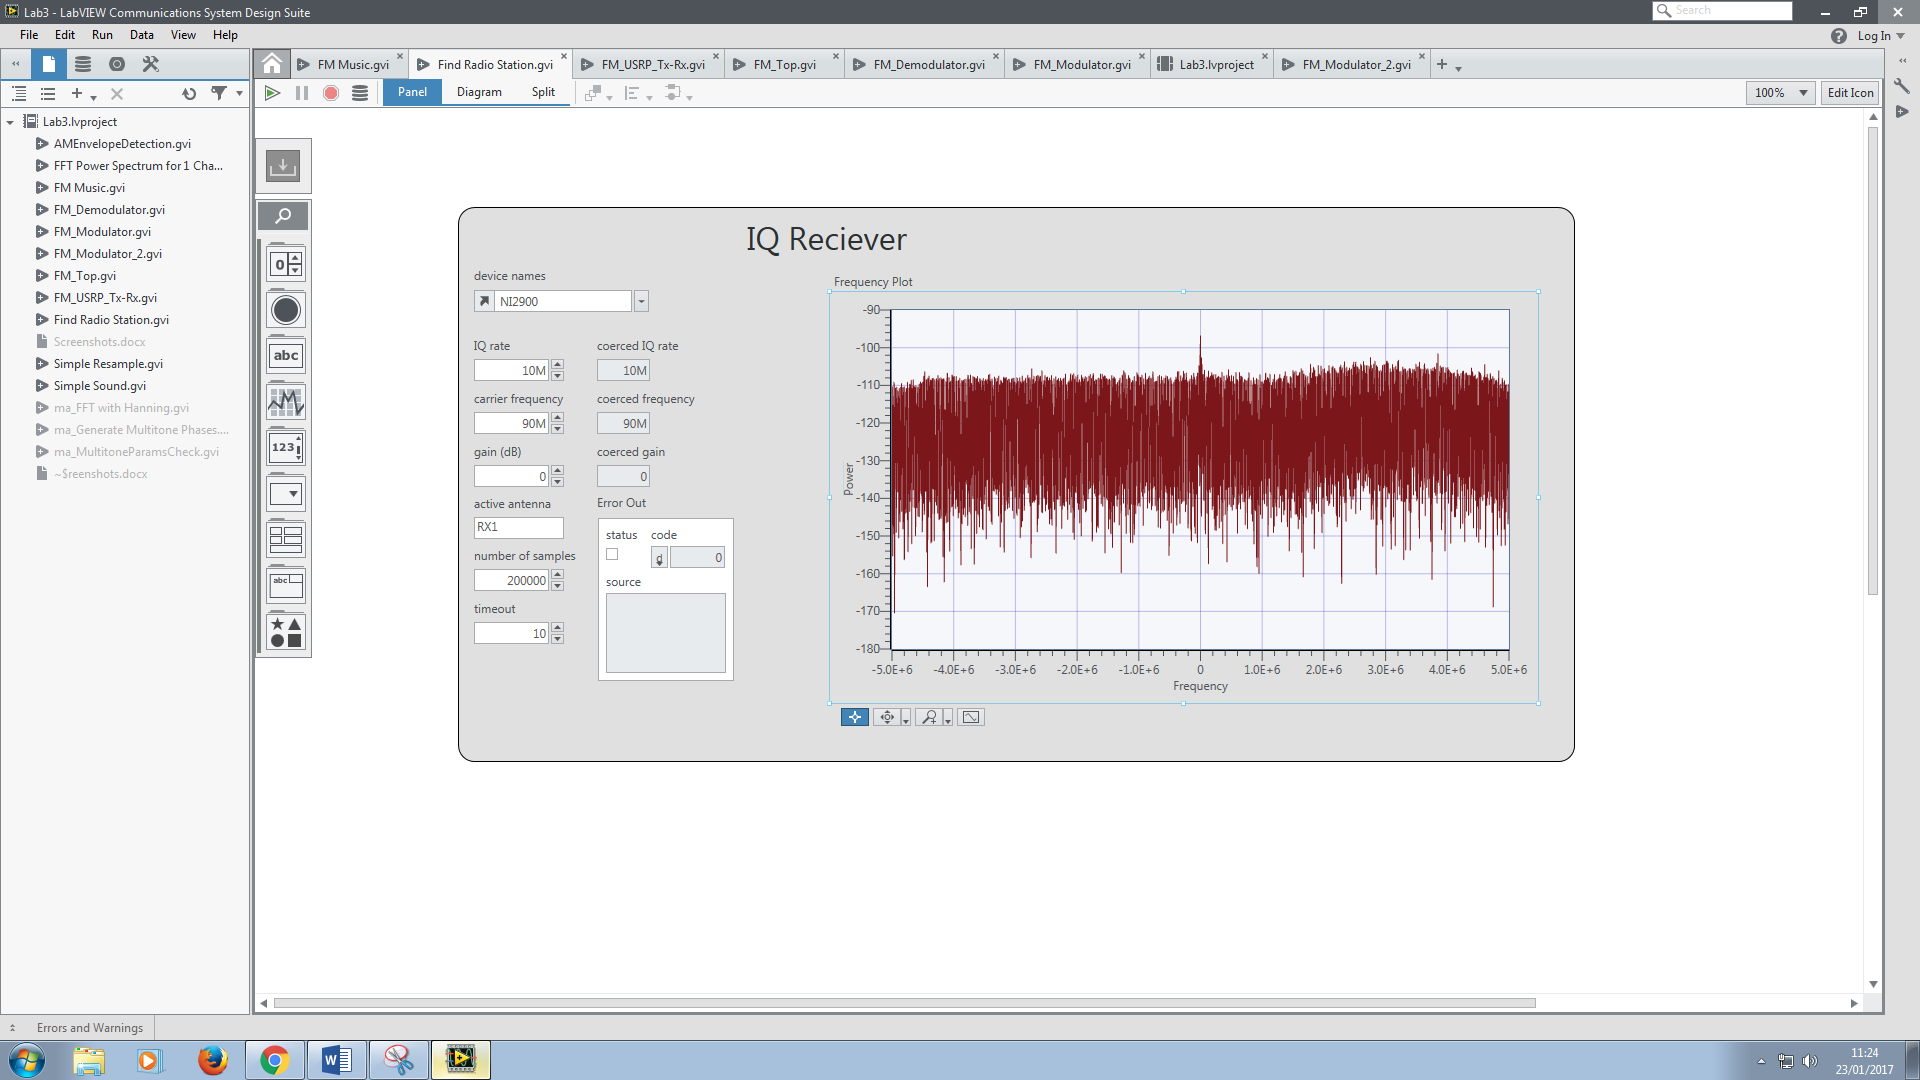 Lab3 - LabVIEW Communications System Design Suite
Search
File Edit Run Data View Help
Log In
FM Music.gvi
Find Radio Station.gvi
FM_USRP_Tx-Rx.gvi
FM_Top.gvi
FM_Demodulator.gvi
FM_Modulator.gvi
Lab3.lvproject
FM_Modulator_2.gvi
Panel Diagram Split
100%
Edit Icon
Lab3.lvproject
AMEnvelopeDetection.gvi
FFT Power Spectrum for 1 Cha...
FM Music.gvi
FM_Demodulator.gvi
FM_Modulator.gvi
FM_Modulator_2.gvi
FM_Top.gvi
FM_USRP_Tx-Rx.gvi
Find Radio Station.gvi
Screenshots.docx
Simple Resample.gvi
Simple Sound.gvi
ma_FFT with Hanning.gvi
ma_Generate Multitone Phases....
ma_MultitoneParamsCheck.gvi
~$reenshots.docx
0
abc
123
abc
IQ Reciever
device names
NI2900
IQ rate
10M
coerced IQ rate
10M
carrier frequency
90M
coerced frequency
90M
gain (dB)
0
coerced gain
0
active antenna
RX1
Error Out
status code
d 0
source
number of samples
200000
timeout
10
Frequency Plot
-90
-100
-110
-120
-130
-140
-150
-160
-170
-180
Power
-5.0E+6 -4.0E+6 -3.0E+6 -2.0E+6 -1.0E+6 0 1.0E+6 2.0E+6 3.0E+6 4.0E+6 5.0E+6
Frequency
Errors and Warnings
11:24
23/01/2017